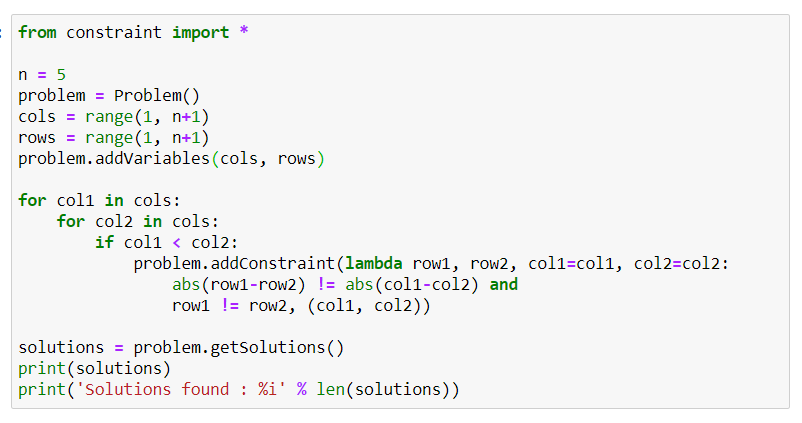 : from constraint import *
n = 5
problem = Problem()
cols = range(1, n+1)
rows = range(1, n+1)
problem.addVariables(cols, rows)
for col1 in cols:
    for col2 in cols:
        if col1 < col2:
            problem.addConstraint(lambda row1, row2, col1=col1, col2=col2:
                abs(row1-row2) != abs(col1-col2) and
                row1 != row2, (col1, col2))
solutions = problem.getSolutions()
print(solutions)
print('Solutions found : %i' % len(solutions))